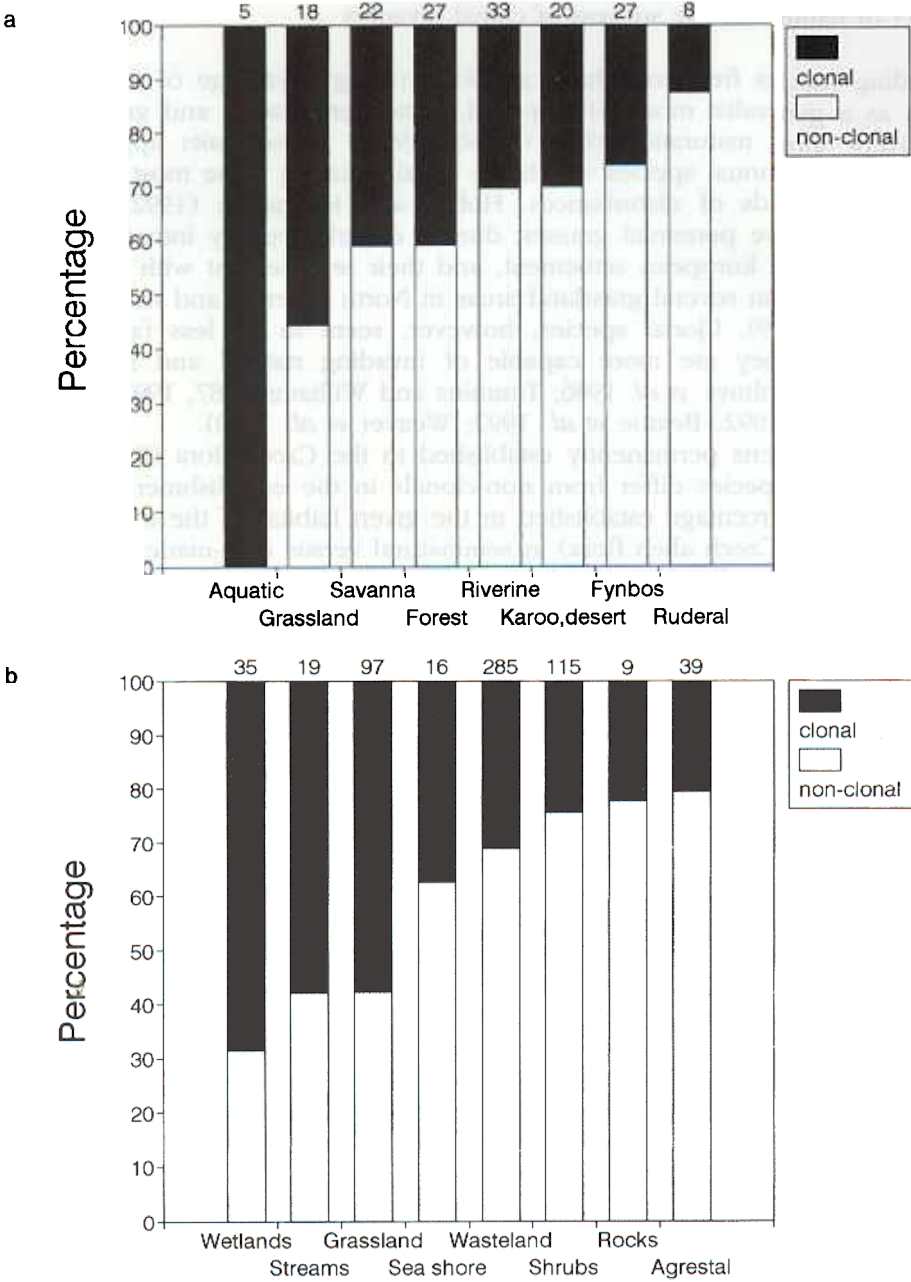 a
5 18 22 27 33 20 27 8
100
90
80
70
60
50
40
30
20
10
0
Percentage
clonal
non-clonal
Aquatic Savanna Riverine Fynbos
Grassland Forest Karoo,desert Ruderal
b
35 19 97 16 285 115 9 39
100
90
80
70
60
50
40
30
20
10
0
Percentage
clonal
non-clonal
Wetlands Grassland Wasteland Rocks
Streams Sea shore Shrubs Agrestal